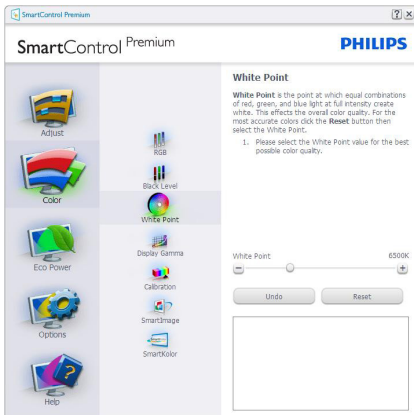 SmartControl Premium
SmartControl Premium
PHILIPS
Adjust
Color
Eco Power
Options
Help
RGB
Black Level
White Point
Display Gamma
Calibration
SmartImage
SmartKolor
White Point
White Point is the point at which equal combinations
of red, green, and blue light at full intensity create
white. This effects the overall color quality. For the
most accurate colors click the Reset button then
select the White Point.
1. Please select the White Point value for the best
possible color quality.
White Point 6500K
Undo Reset